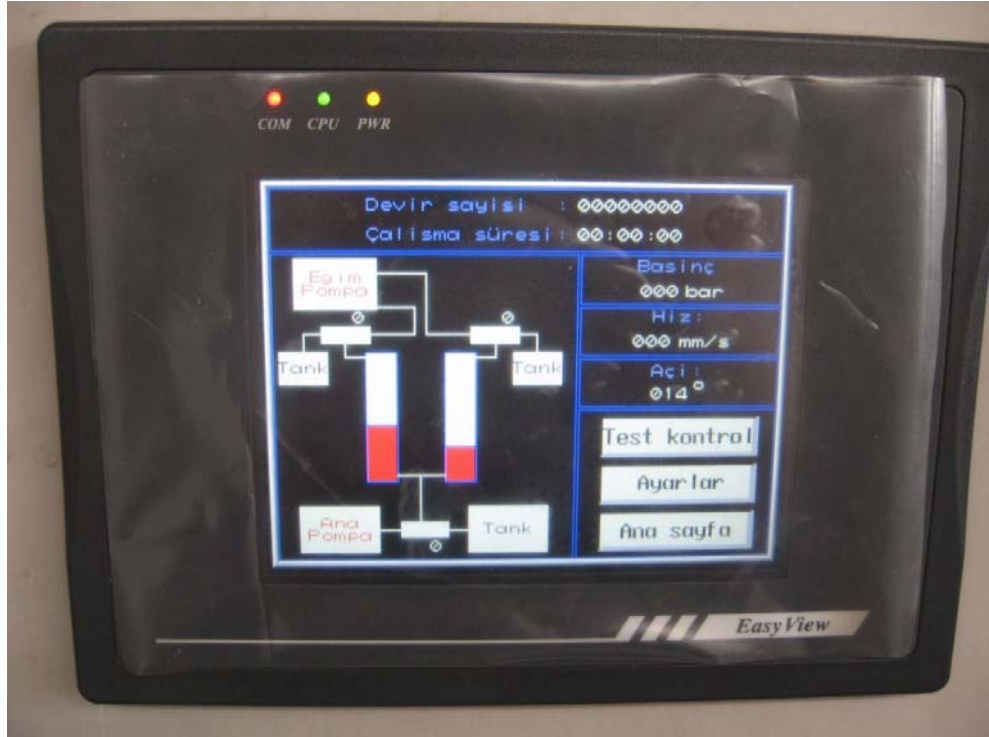 COM CPU PWR
Devir sayisi : 00000000
Çalisma süresi: 00:00:00
Egim
Pompa
0
0
Tank
Tank
Ana
Pompa
0
Tank
Basinç
000 bar
Hiz:
000 mm/s
Açi:
014°
Test kontrol
Ayarlar
Ana sayfa
EasyView